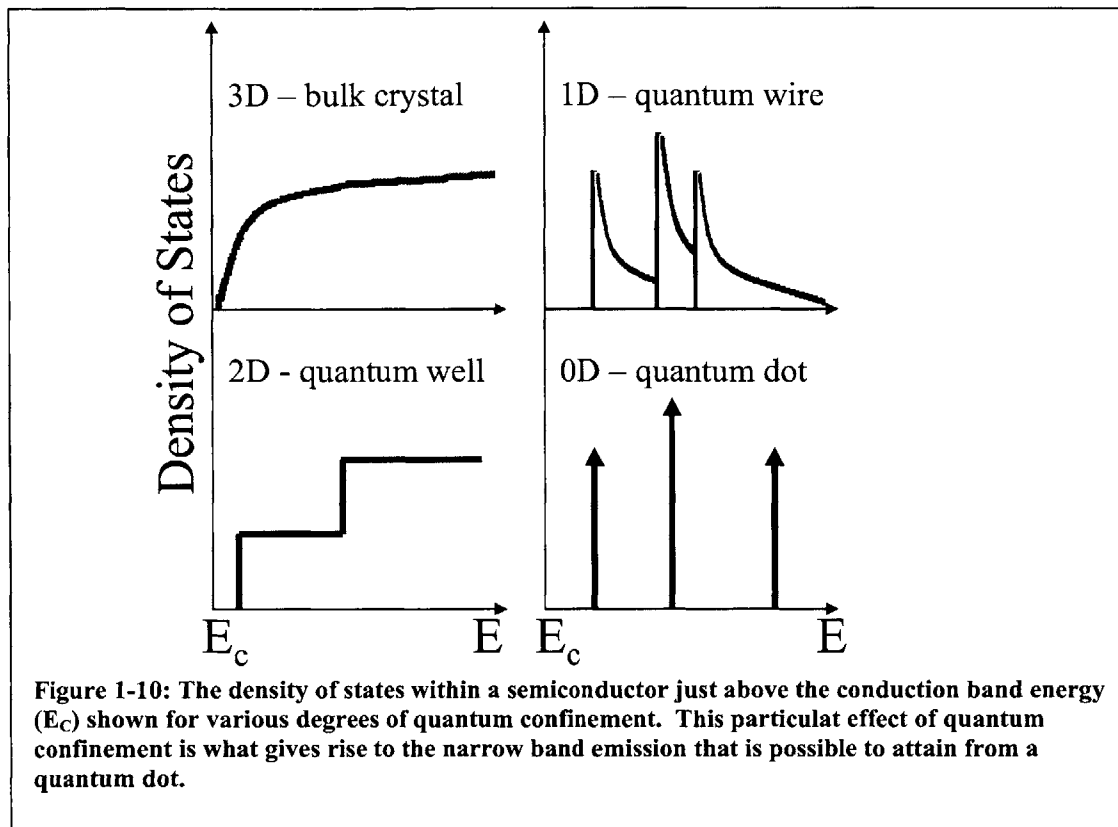 3D – bulk crystal
1D – quantum wire
Density of States
2D - quantum well
0D – quantum dot
E_c
E
E_c
E
Figure 1-10: The density of states within a semiconductor just above the conduction band energy
(E_C) shown for various degrees of quantum confinement. This particulat effect of quantum
confinement is what gives rise to the narrow band emission that is possible to attain from a
quantum dot.